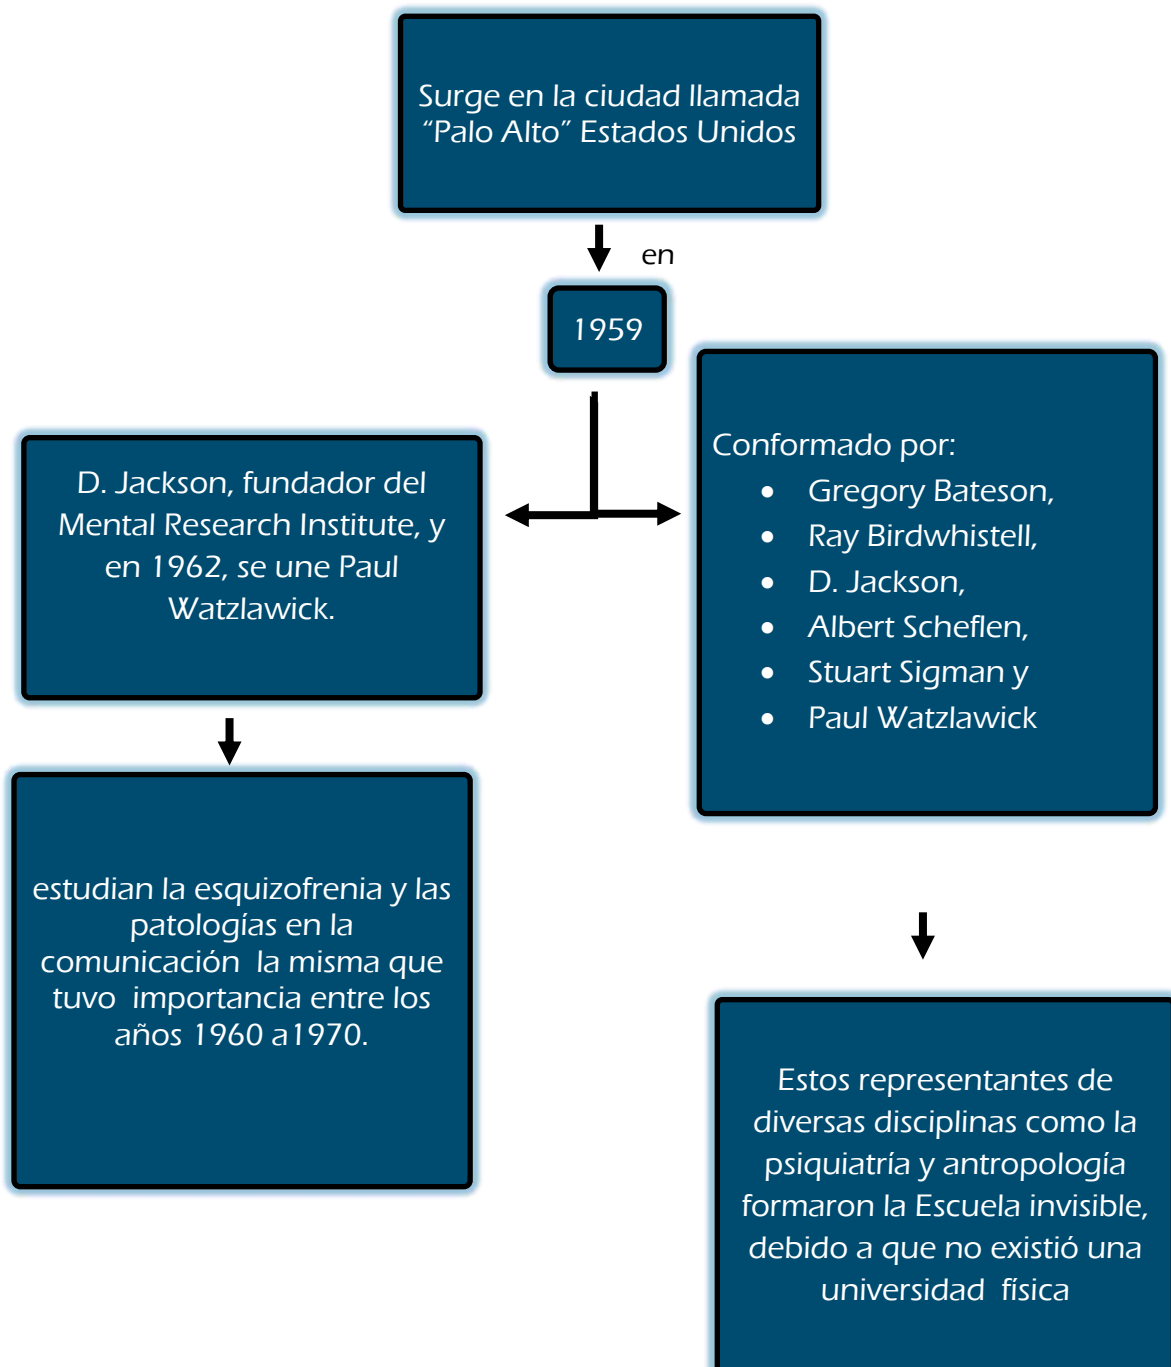 Surge en la ciudad llamada
“Palo Alto” Estados Unidos
en
1959
D. Jackson, fundador del
Mental Research Institute, y
en 1962, se une Paul
Watzlawick.
Conformado por:
• Gregory Bateson,
• Ray Birdwhistell,
• D. Jackson,
• Albert Scheflen,
• Stuart Sigman y
• Paul Watzlawick
estudian la esquizofrenia y las
patologías en la
comunicación la misma que
tuvo importancia entre los
años 1960 a1970.
Estos representantes de
diversas disciplinas como la
psiquiatría y antropología
formaron la Escuela invisible,
debido a que no existió una
universidad física